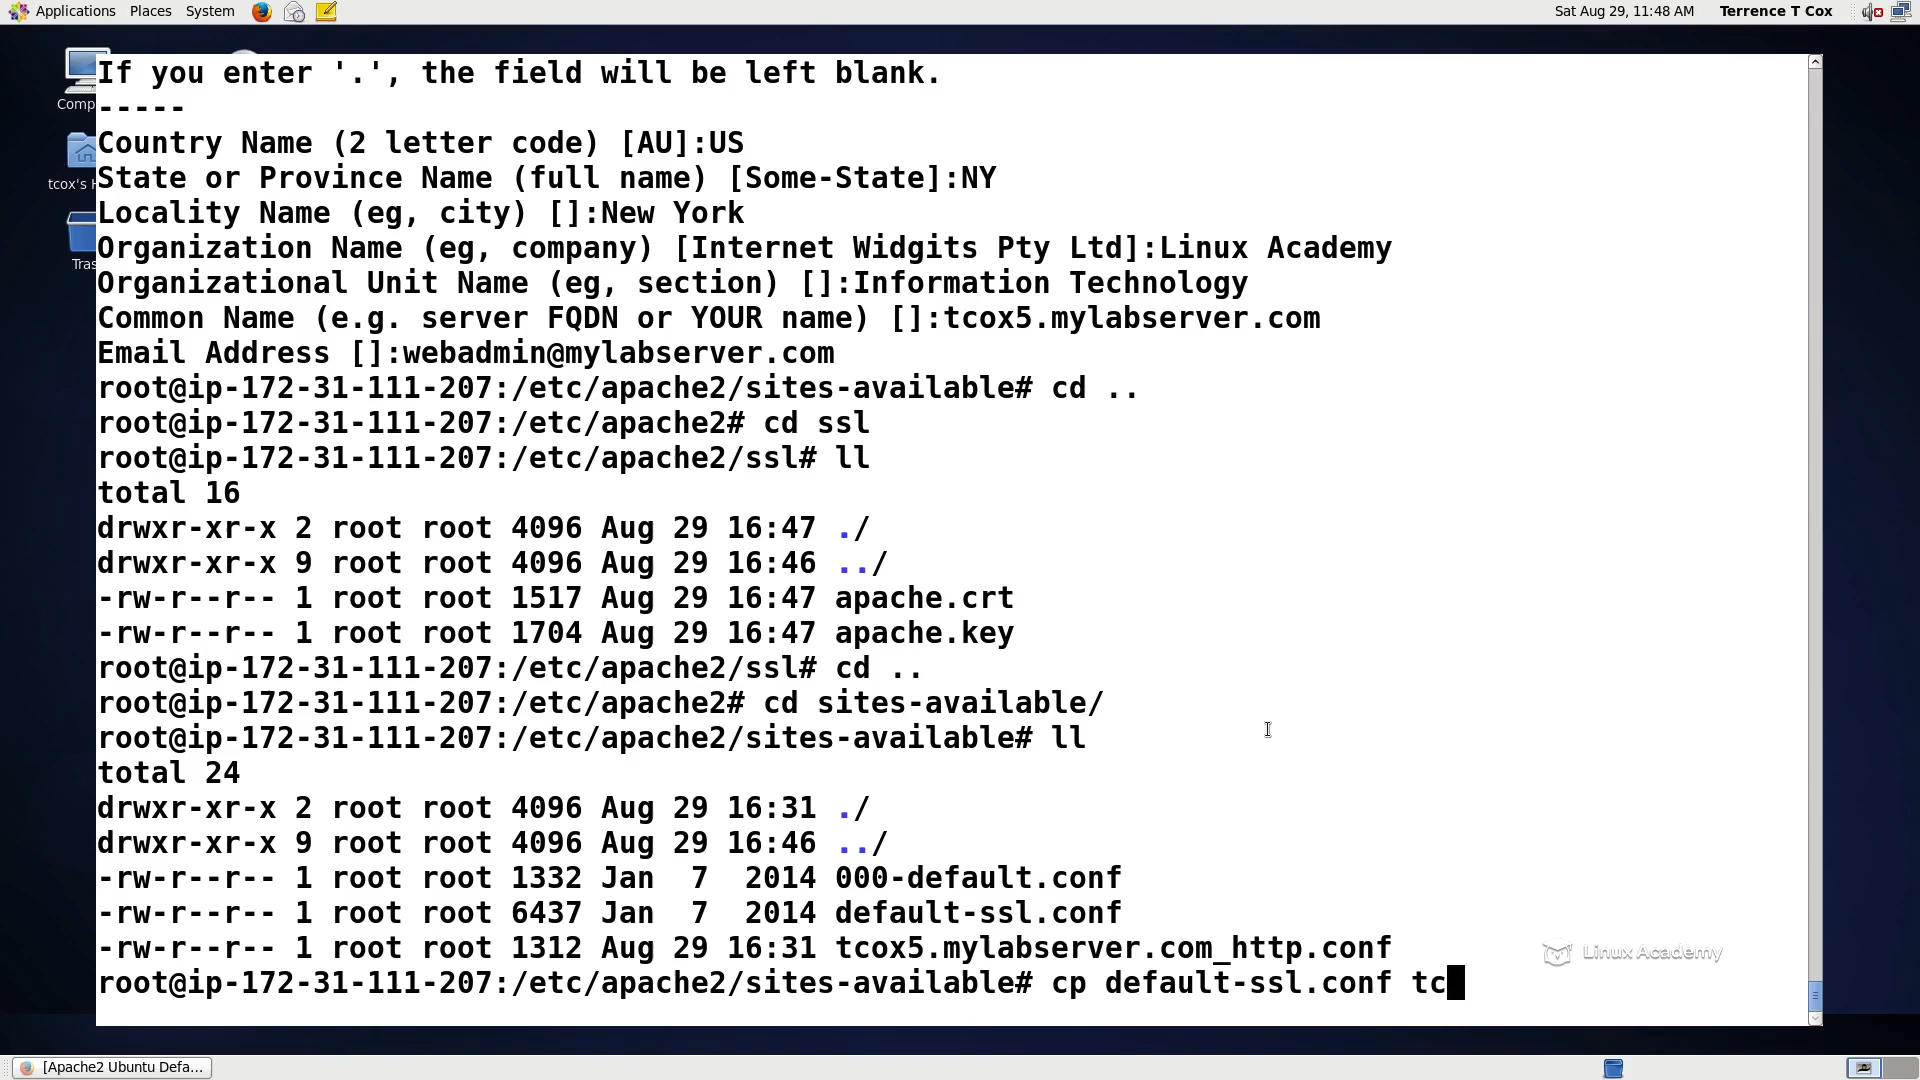 Applications Places System Sat Aug 29, 11:48 AM Terrence T Cox
If you enter '.', the field will be left blank.
-----
Country Name (2 letter code) [AU]:US
State or Province Name (full name) [Some-State]:NY
Locality Name (eg, city) []:New York
Organization Name (eg, company) [Internet Widgits Pty Ltd]:Linux Academy
Organizational Unit Name (eg, section) []:Information Technology
Common Name (e.g. server FQDN or YOUR name) []:tcox5.mylabserver.com
Email Address []:webadmin@mylabserver.com
root@ip-172-31-111-207:/etc/apache2/sites-available# cd ..
root@ip-172-31-111-207:/etc/apache2# cd ssl
root@ip-172-31-111-207:/etc/apache2/ssl# ll
total 16
drwxr-xr-x 2 root root 4096 Aug 29 16:47 ./
drwxr-xr-x 9 root root 4096 Aug 29 16:46 ../
-rw-r--r-- 1 root root 1517 Aug 29 16:47 apache.crt
-rw-r--r-- 1 root root 1704 Aug 29 16:47 apache.key
root@ip-172-31-111-207:/etc/apache2/ssl# cd ..
root@ip-172-31-111-207:/etc/apache2# cd sites-available/
root@ip-172-31-111-207:/etc/apache2/sites-available# ll
total 24
drwxr-xr-x 2 root root 4096 Aug 29 16:31 ./
drwxr-xr-x 9 root root 4096 Aug 29 16:46 ../
-rw-r--r-- 1 root root 1332 Jan  7  2014 000-default.conf
-rw-r--r-- 1 root root 6437 Jan  7  2014 default-ssl.conf
-rw-r--r-- 1 root root 1312 Aug 29 16:31 tcox5.mylabserver.com_http.conf
root@ip-172-31-111-207:/etc/apache2/sites-available# cp default-ssl.conf tc
Comp
tcox's H
Tras
Linux Academy
[Apache2 Ubuntu Defa...